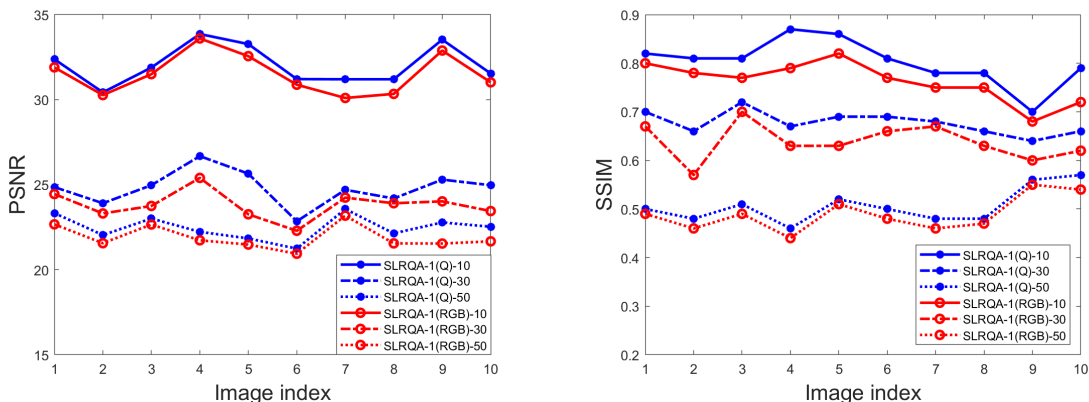 35
30
25
20
15
PSNR
1 2 3 4 5 6 7 8 9 10
Image index
SLRQA-1(Q)-10
SLRQA-1(Q)-30
SLRQA-1(Q)-50
SLRQA-1(RGB)-10
SLRQA-1(RGB)-30
SLRQA-1(RGB)-50
0.9
0.8
0.7
0.6
0.5
0.4
0.3
0.2
SSIM
1 2 3 4 5 6 7 8 9 10
Image index
SLRQA-1(Q)-10
SLRQA-1(Q)-30
SLRQA-1(Q)-50
SLRQA-1(RGB)-10
SLRQA-1(RGB)-30
SLRQA-1(RGB)-50